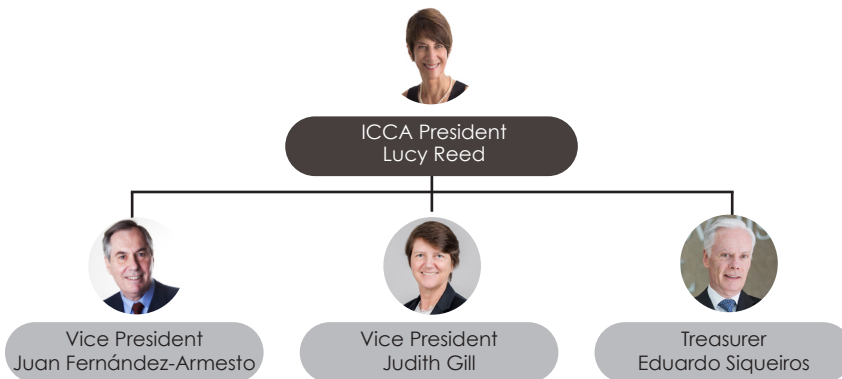 ICCA President
Lucy Reed
Vice President
Juan Fernández-Armesto
Vice President
Judith Gill
Treasurer
Eduardo Siqueiros